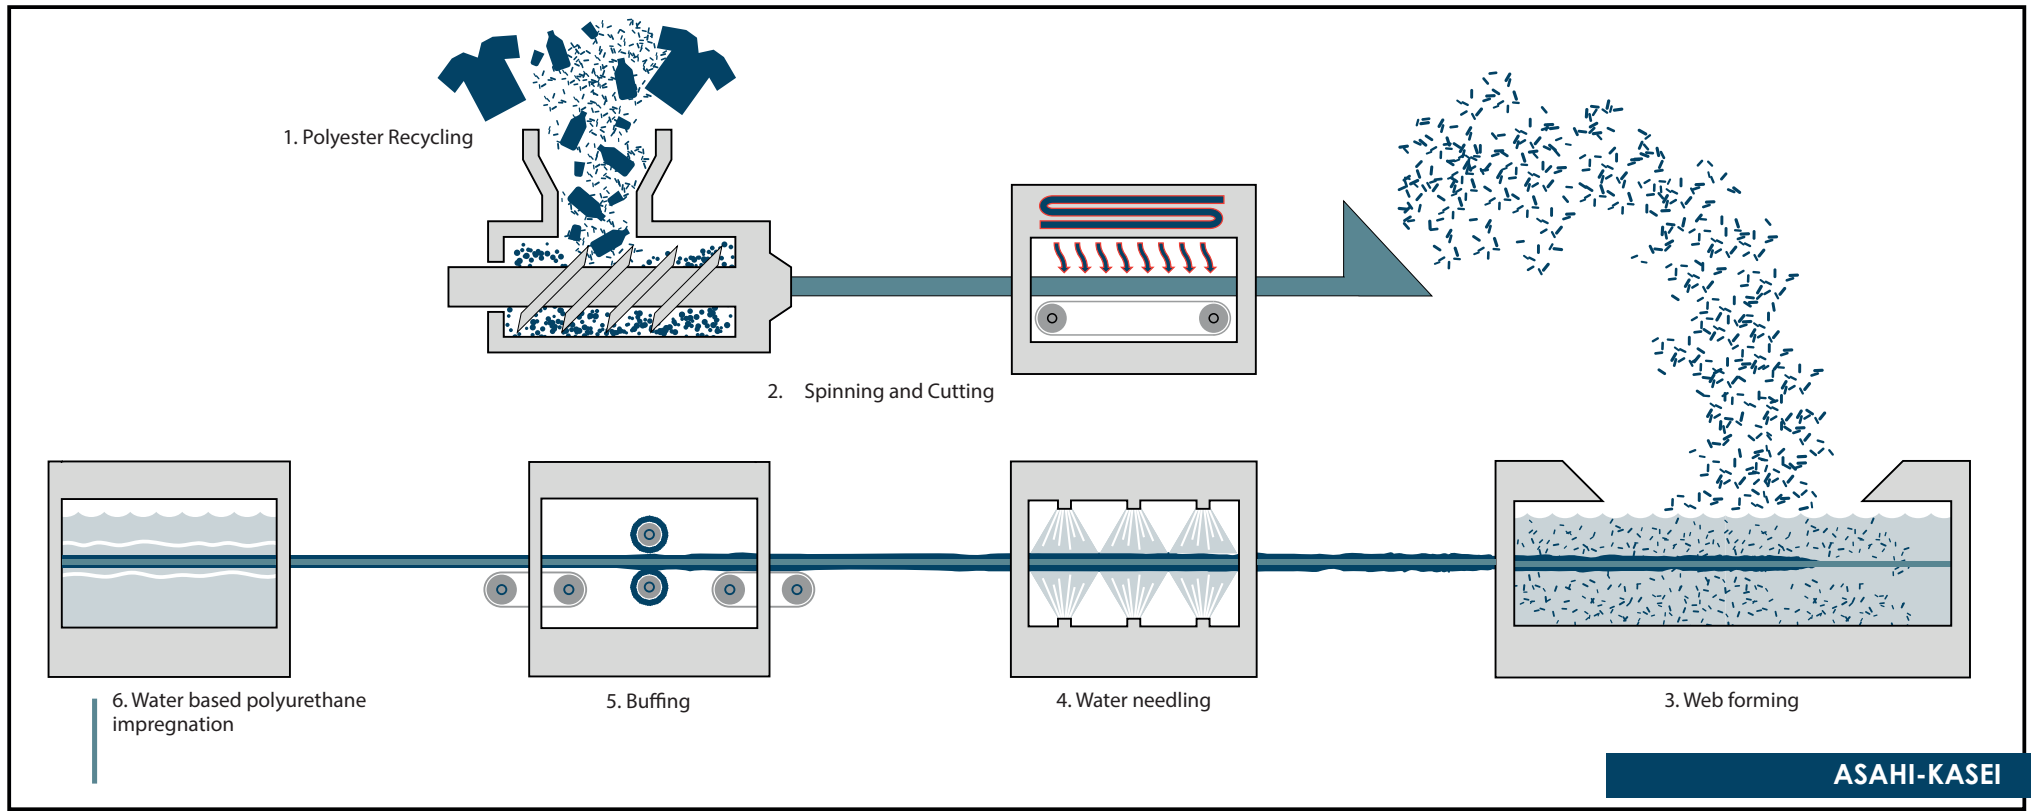 1. Polyester Recycling
2. Spinning and Cutting
6. Water based polyurethane
impregnation
5. Buffing
4. Water needling
3. Web forming
ASAHI-KASEI